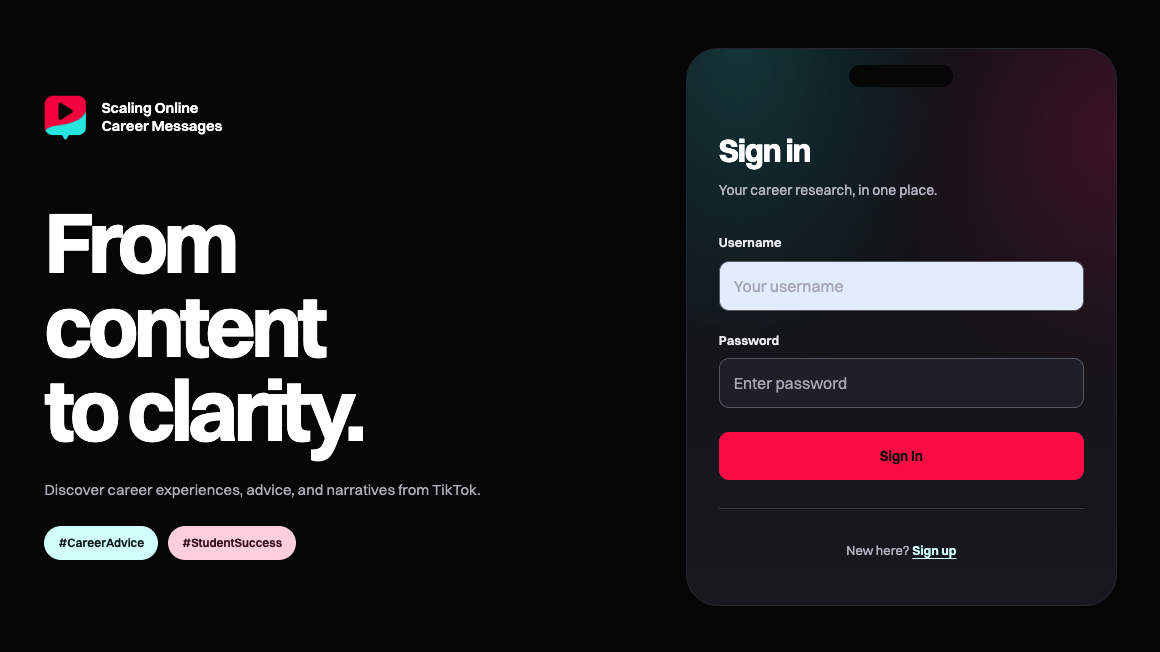 Scaling Online
Career Messages
From
content
to clarity.
Discover career experiences, advice, and narratives from TikTok.
#CareerAdvice
#StudentSuccess
Sign in
Your career research, in one place.
Username
Your username
Password
Enter password
Sign In
New here? Sign up